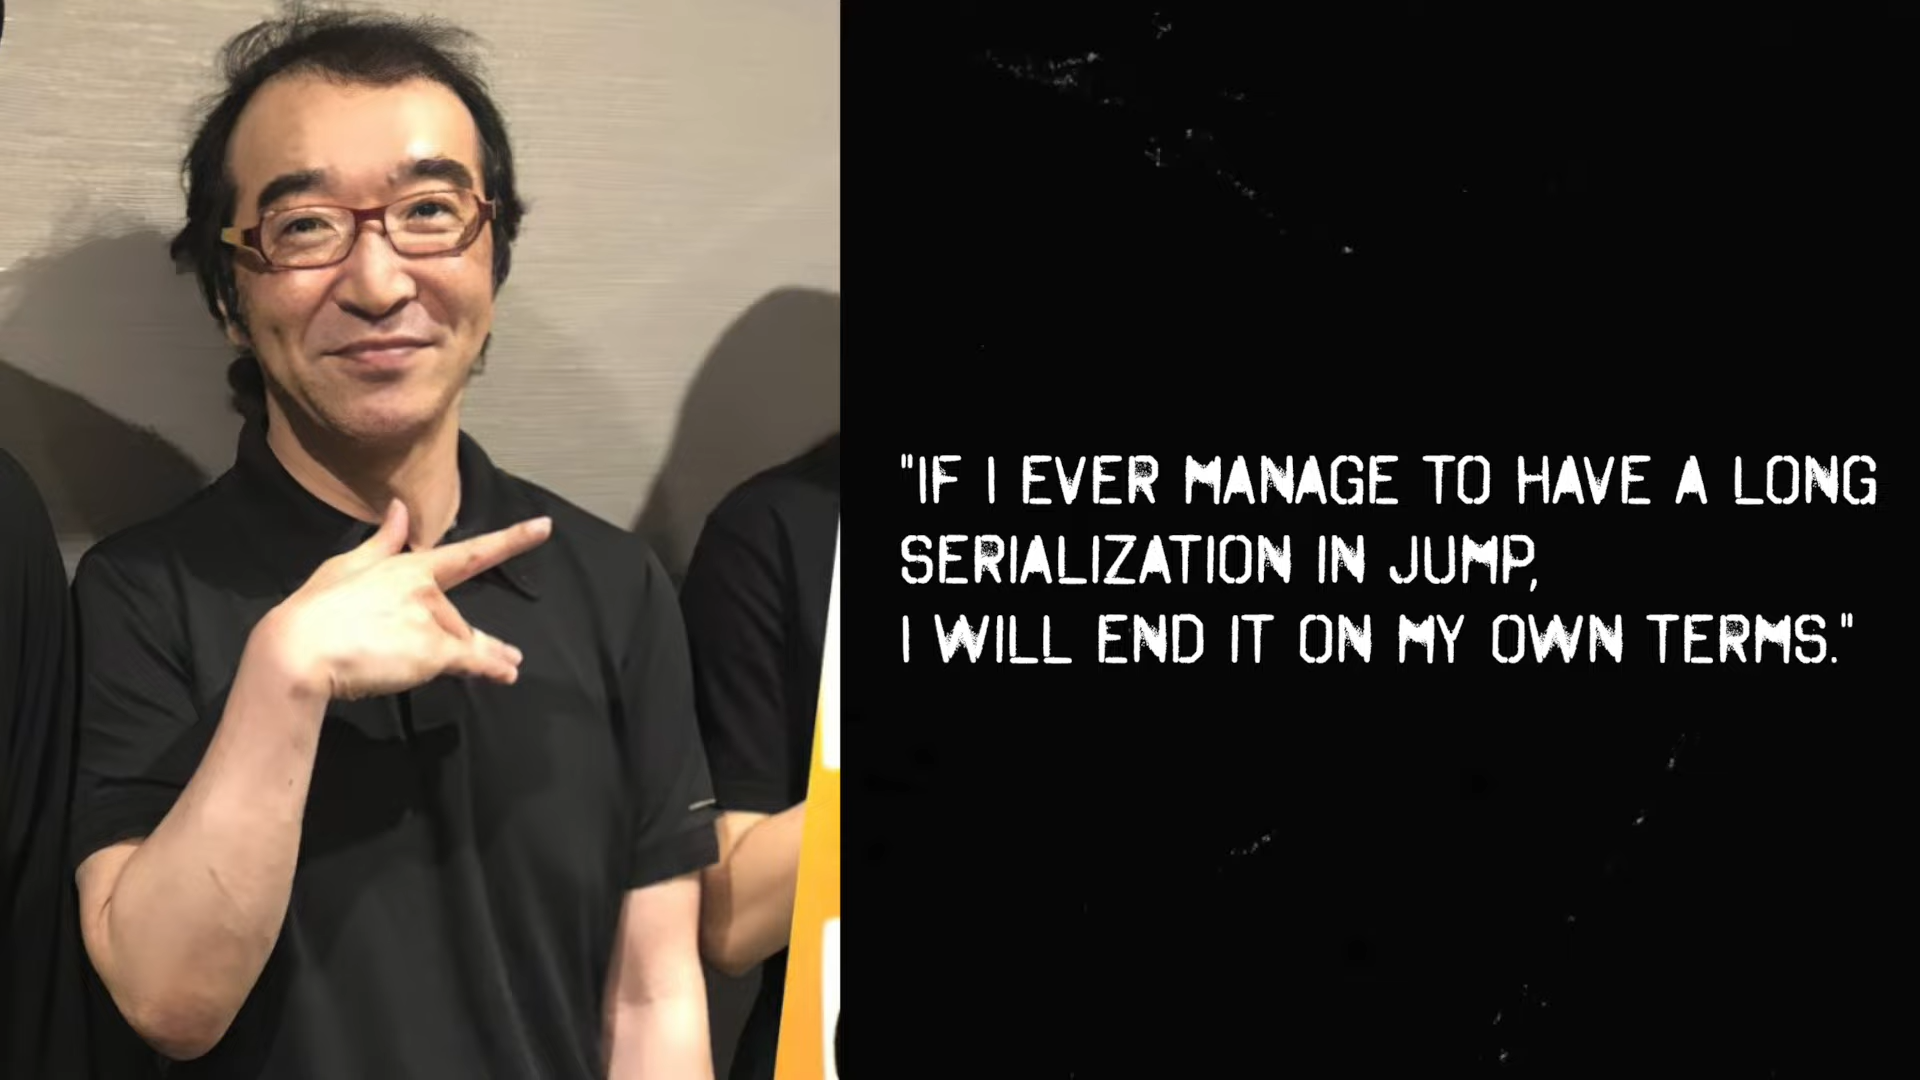 "IF I EVER MANAGE TO HAVE A LONG
SERIALIZATION IN JUMP,
I WILL END IT ON MY OWN TERMS."